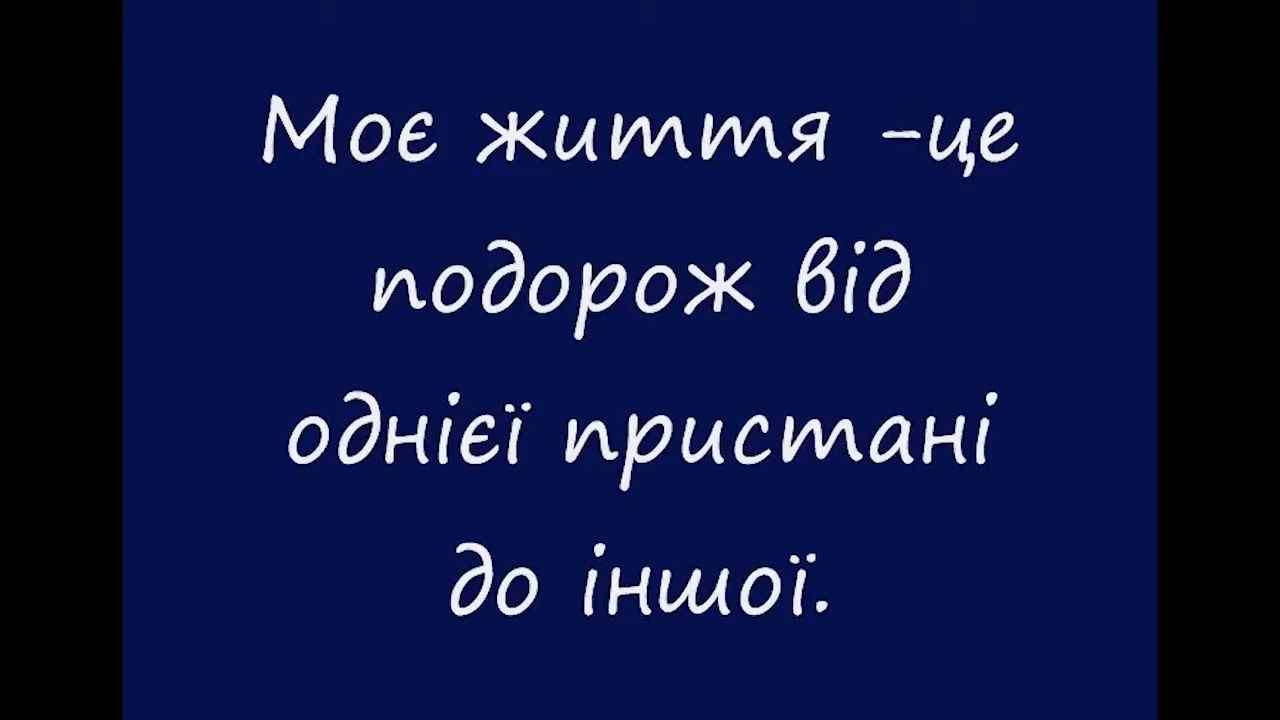 Моє життя -це
подорож від
однієї пристані
до іншої.